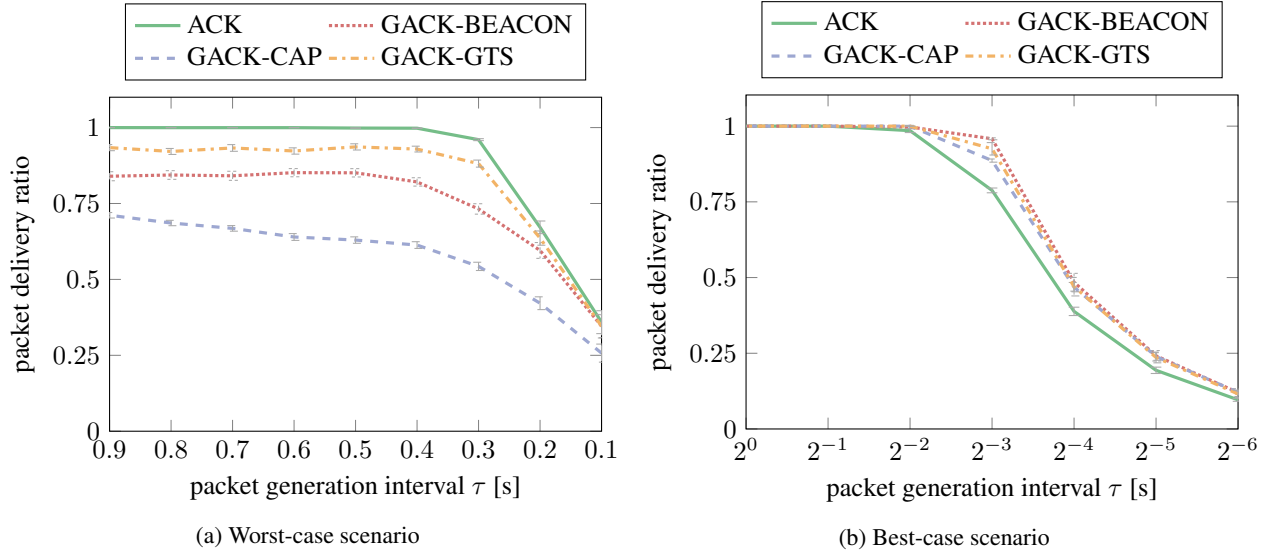 ACK GACK-BEACON
GACK-CAP GACK-GTS
1
0.75
0.5
0.25
0
packet delivery ratio
0.9 0.8 0.7 0.6 0.5 0.4 0.3 0.2 0.1
packet generation interval τ [s]
(a) Worst-case scenario
ACK GACK-BEACON
GACK-CAP GACK-GTS
1
0.75
0.5
0.25
0
packet delivery ratio
2⁰ 2⁻¹ 2⁻² 2⁻³ 2⁻⁴ 2⁻⁵ 2⁻⁶
packet generation interval τ [s]
(b) Best-case scenario